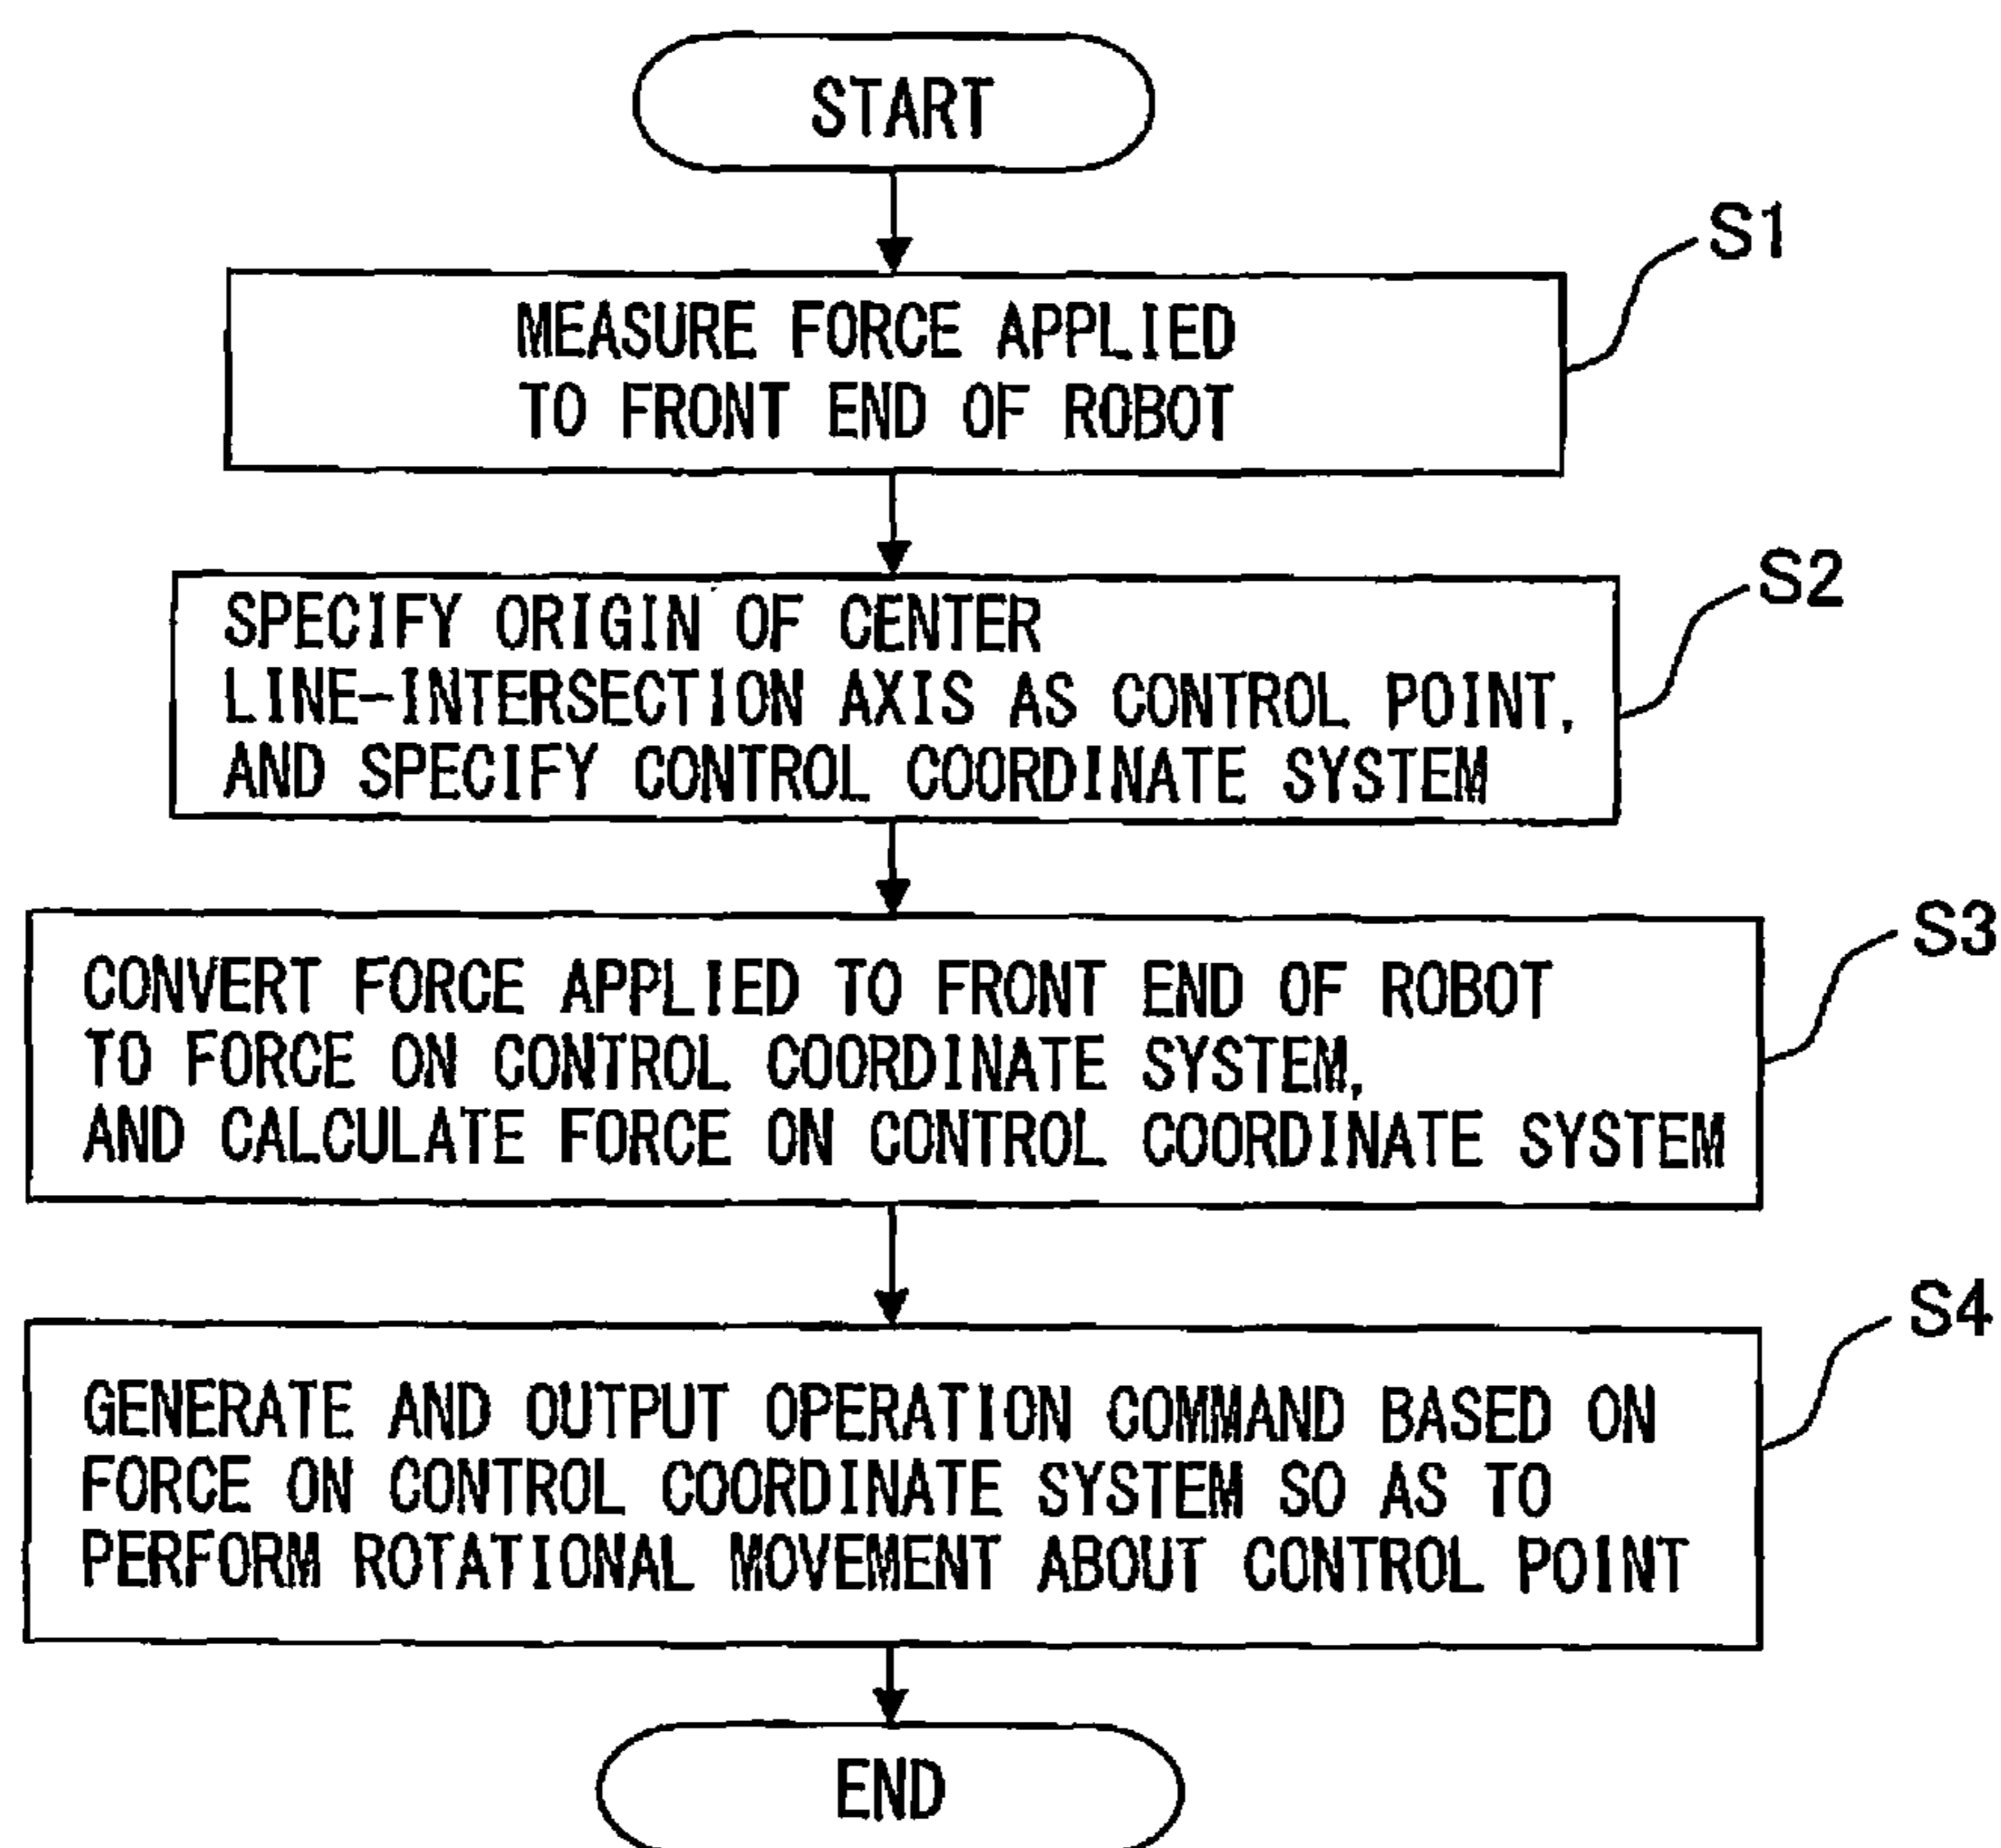 START
S1
MEASURE FORCE APPLIED
TO FRONT END OF ROBOT
S2
SPECIFY ORIGIN OF CENTER
LINE-INTERSECTION AXIS AS CONTROL POINT,
AND SPECIFY CONTROL COORDINATE SYSTEM
S3
CONVERT FORCE APPLIED TO FRONT END OF ROBOT
TO FORCE ON CONTROL COORDINATE SYSTEM,
AND CALCULATE FORCE ON CONTROL COORDINATE SYSTEM
S4
GENERATE AND OUTPUT OPERATION COMMAND BASED ON
FORCE ON CONTROL COORDINATE SYSTEM SO AS TO
PERFORM ROTATIONAL MOVEMENT ABOUT CONTROL POINT
END